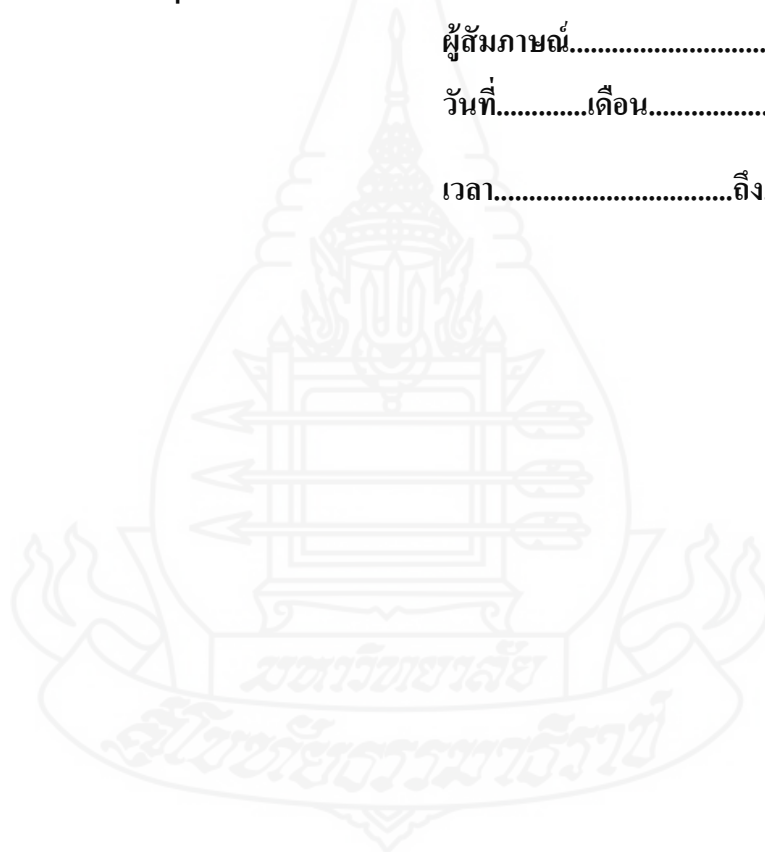 ผู้สัมภาษณ์............................
วันที่.............เดือน.................
เวลา..................................ถึง
มหาวิทยาลัย
สุโขทัยธรรมาธิราช